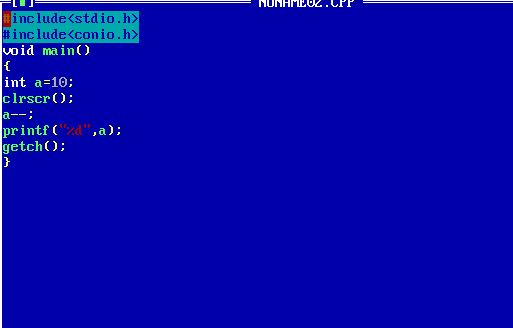 NONAME02.CPP
#include<stdio.h>
#include<conio.h>
void main()
{
int a=10;
clrscr();
a--;
printf("%d",a);
getch();
}